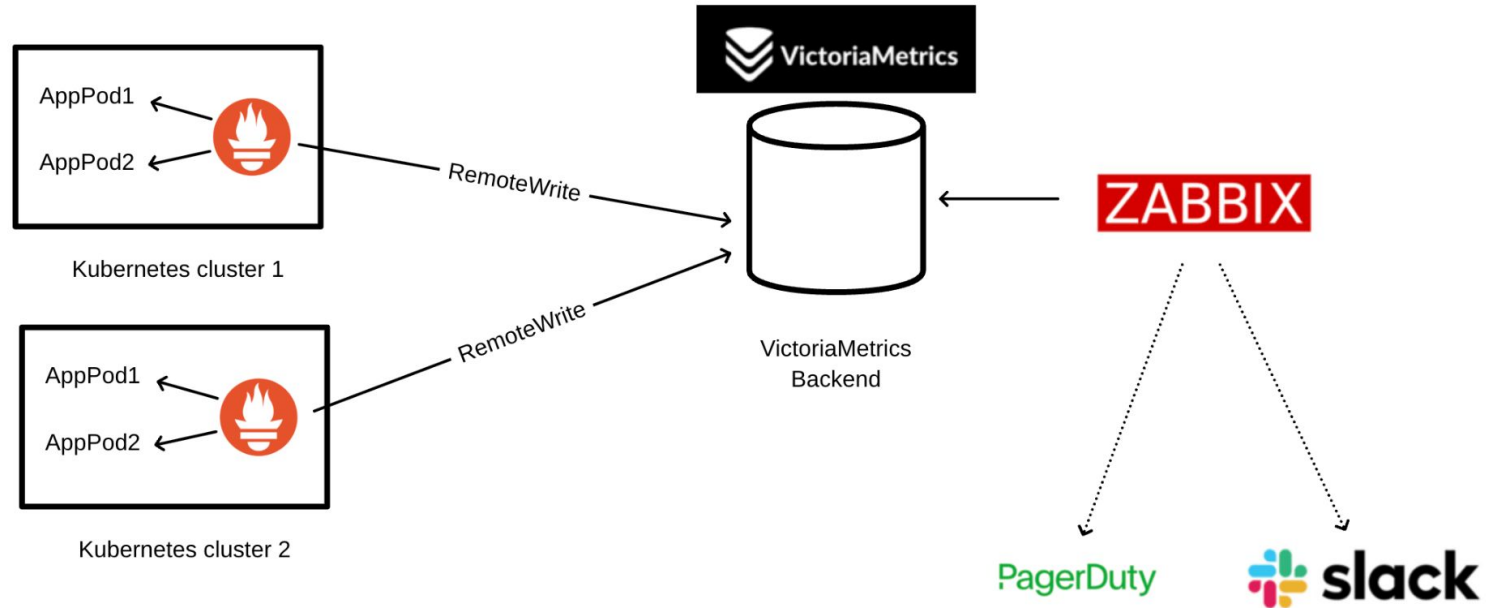 VictoriaMetrics
AppPod1
AppPod2
RemoteWrite
ZABBIX
Kubernetes cluster 1
RemoteWrite
VictoriaMetrics
Backend
AppPod1
AppPod2
Kubernetes cluster 2
PagerDuty
slack